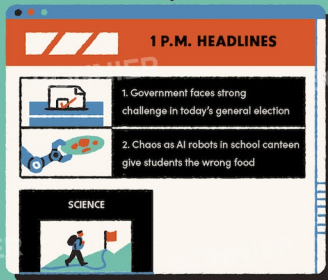 1 P.M. HEADLINES
1. Government faces strong
challenge in today's general election
2. Chaos as AI robots in school canteen
give students the wrong food
SCIENCE